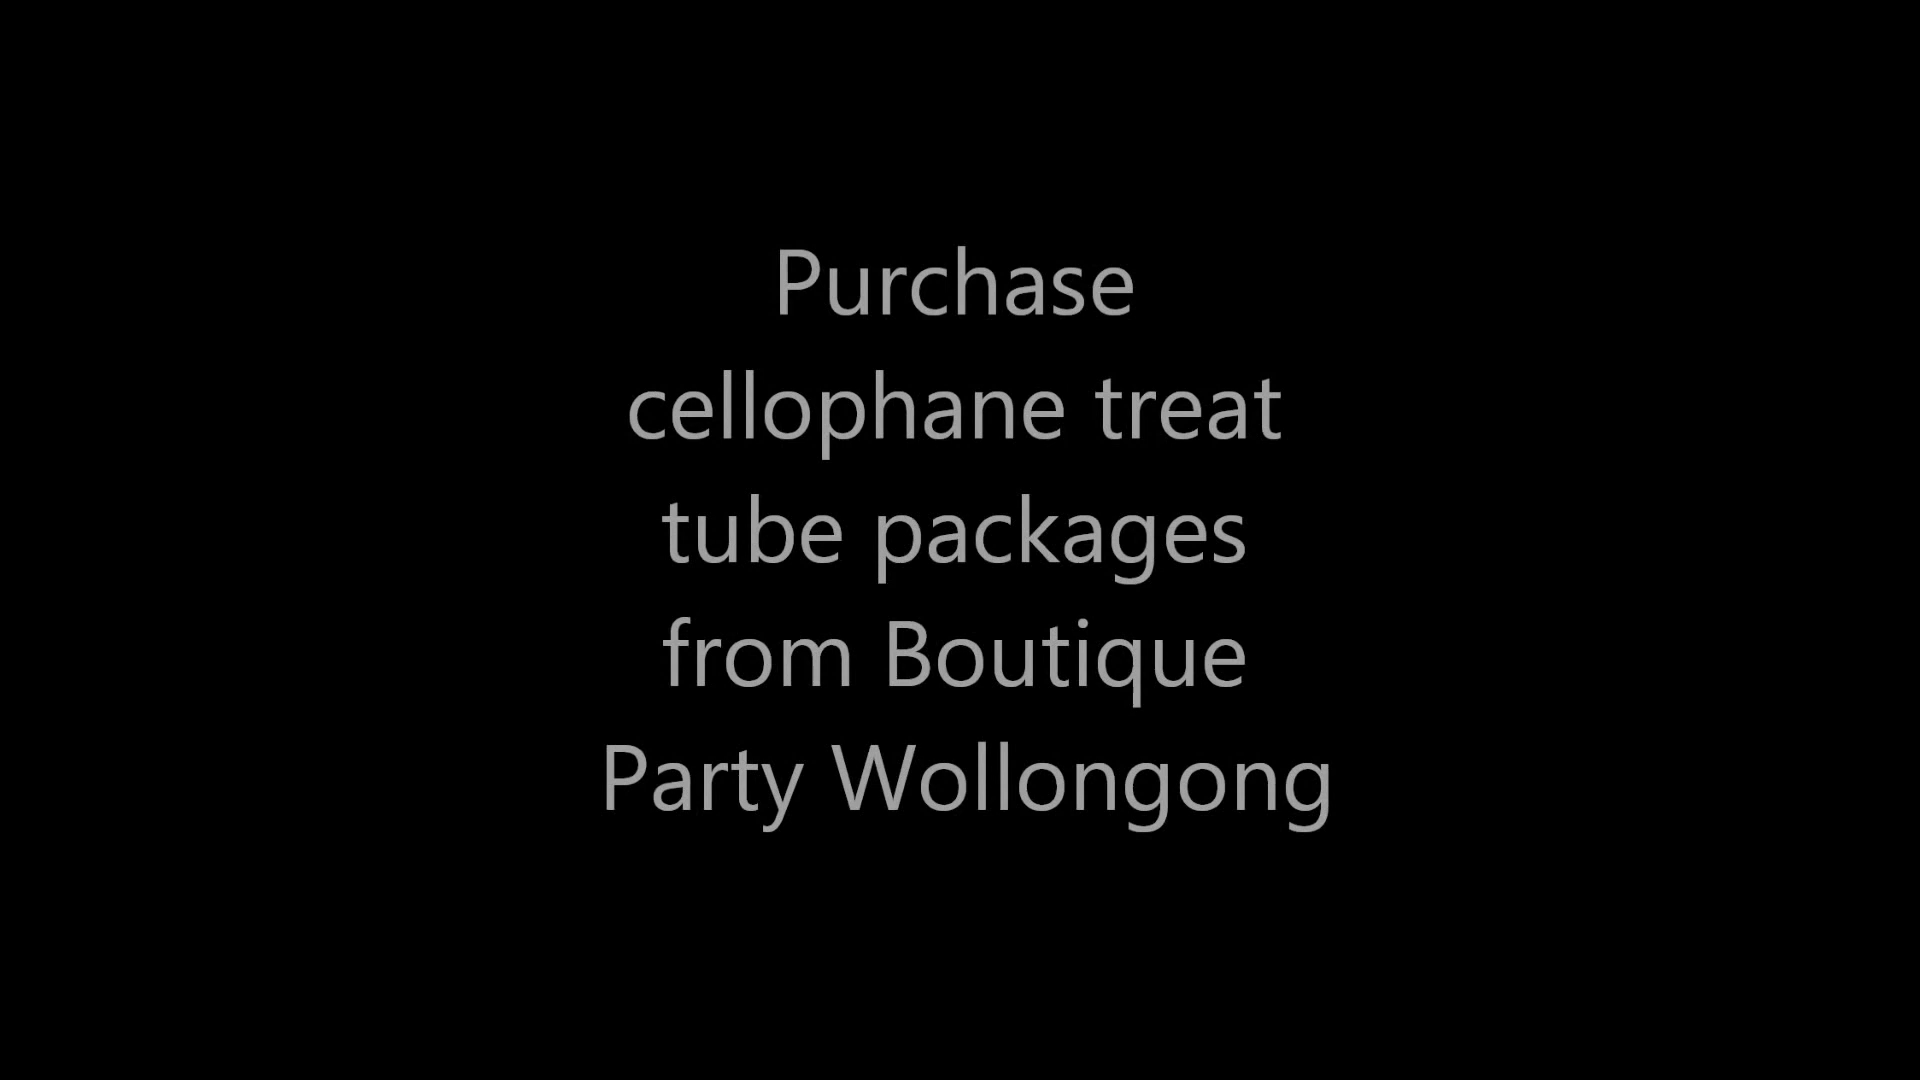 Purchase
cellophane treat
tube packages
from Boutique
Party Wollongong